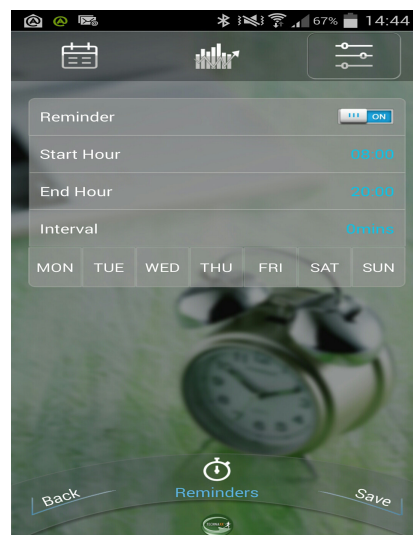 67% 14:44
Reminder ON
Start Hour 08:00
End Hour 20:00
Interval 0mins
MON TUE WED THU FRI SAT SUN
Back Reminders Save